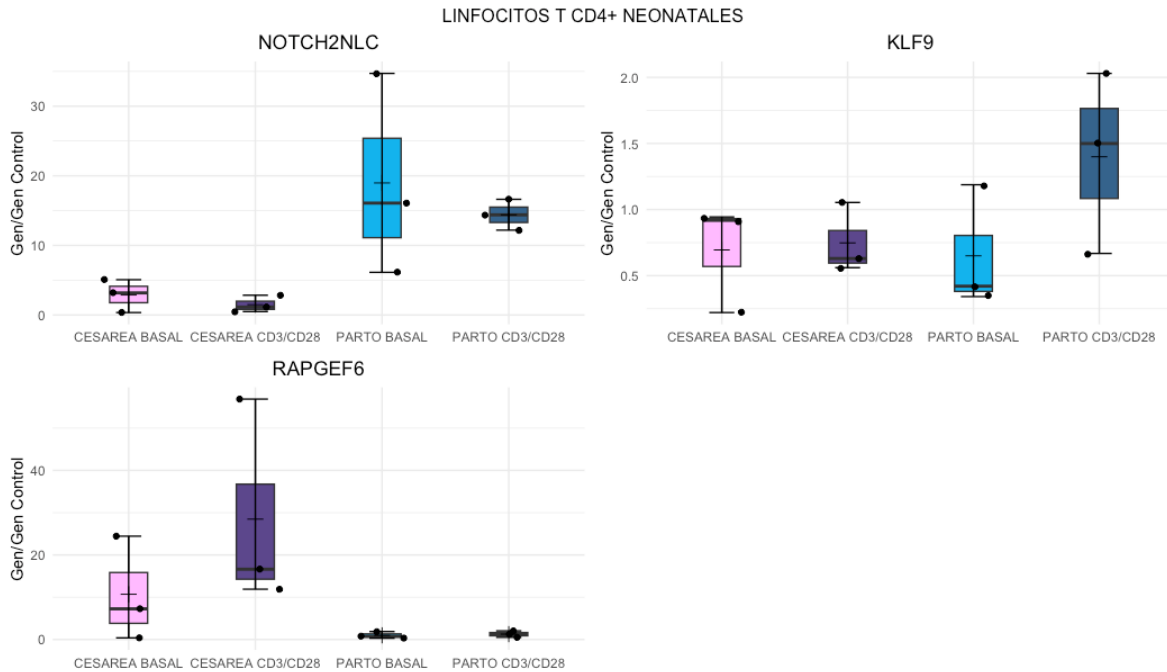 LINFOCITOS T CD4+ NEONATALES
NOTCH2NLC
Gen/Gen Control
30
20
10
0
CESAREA BASAL CESAREA CD3/CD28 PARTO BASAL PARTO CD3/CD28
KLF9
Gen/Gen Control
2.0
1.5
1.0
0.5
CESAREA BASAL CESAREA CD3/CD28 PARTO BASAL PARTO CD3/CD28
RAPGEF6
Gen/Gen Control
40
20
0
CESAREA BASAL CESAREA CD3/CD28 PARTO BASAL PARTO CD3/CD28